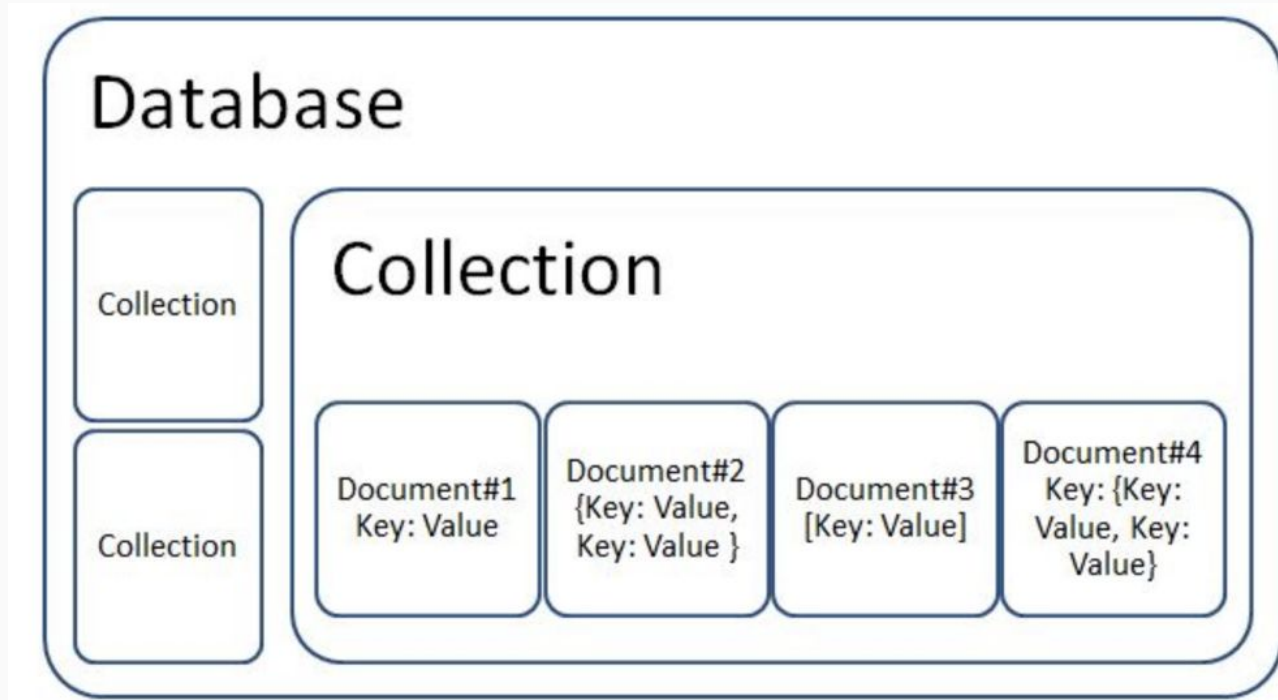 Database
Collection
Collection
Collection
Document#1
Key: Value
Document#2
{Key: Value,
Key: Value }
Document#3
[Key: Value]
Document#4
Key: {Key:
Value, Key:
Value}